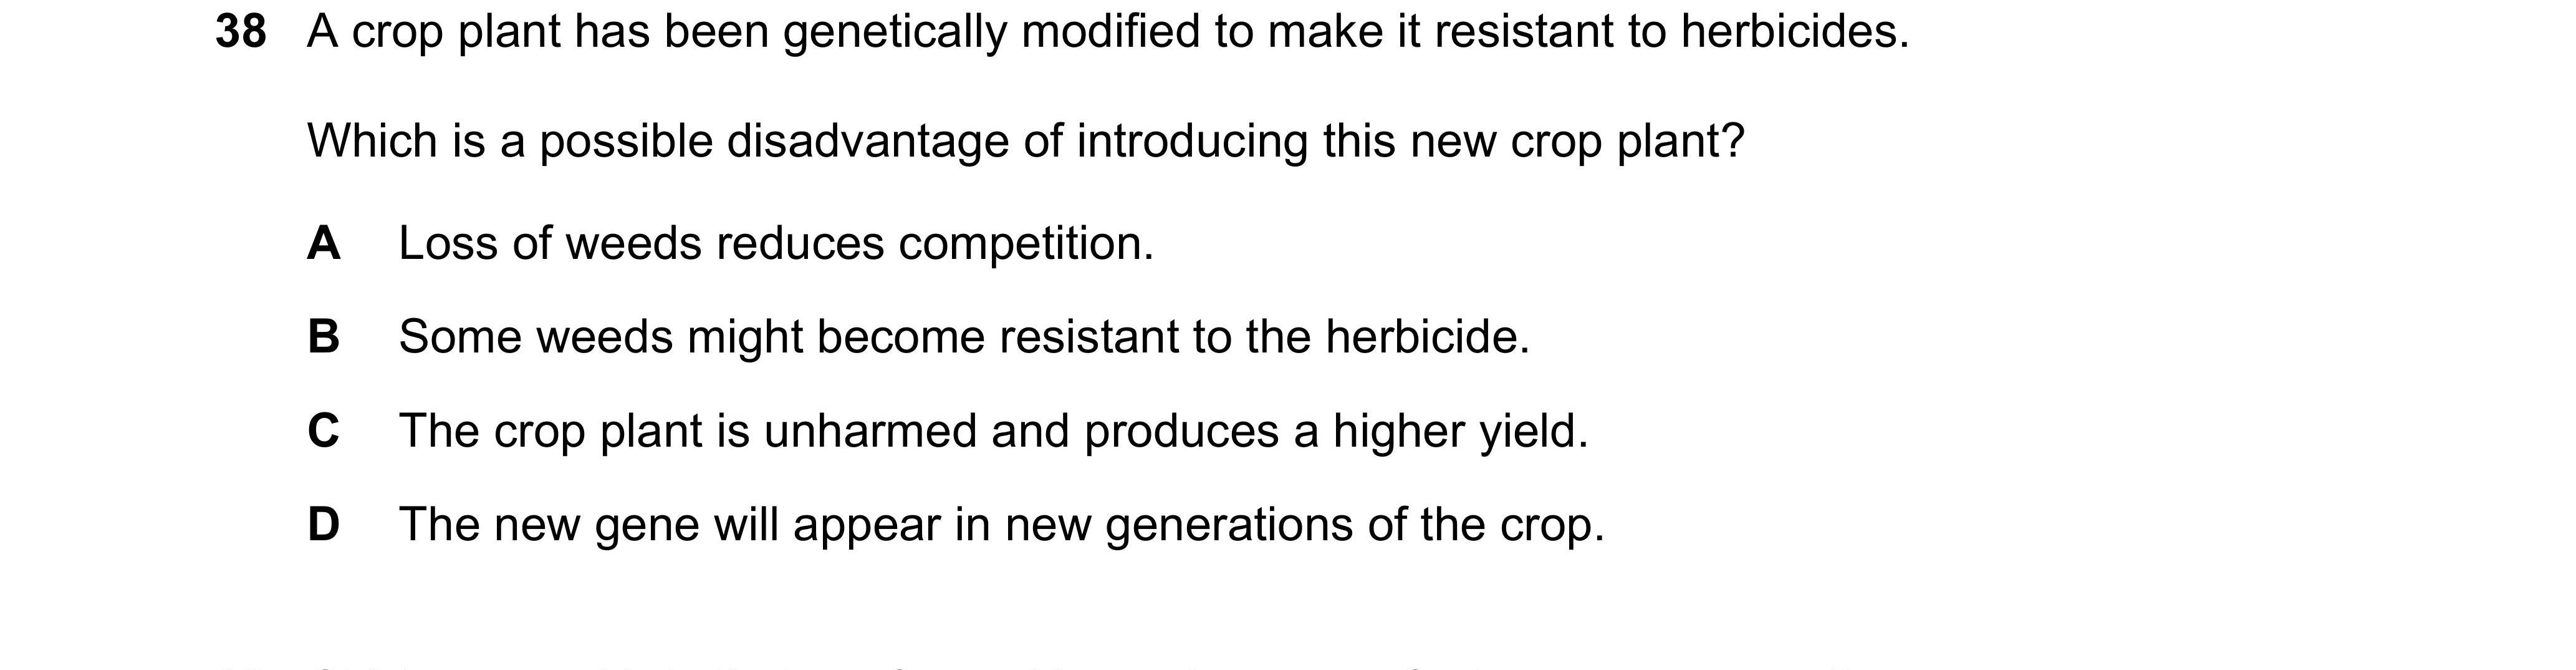 38 A crop plant has been genetically modified to make it resistant to herbicides.
Which is a possible disadvantage of introducing this new crop plant?
A Loss of weeds reduces competition.
B Some weeds might become resistant to the herbicide.
C The crop plant is unharmed and produces a higher yield.
D The new gene will appear in new generations of the crop.